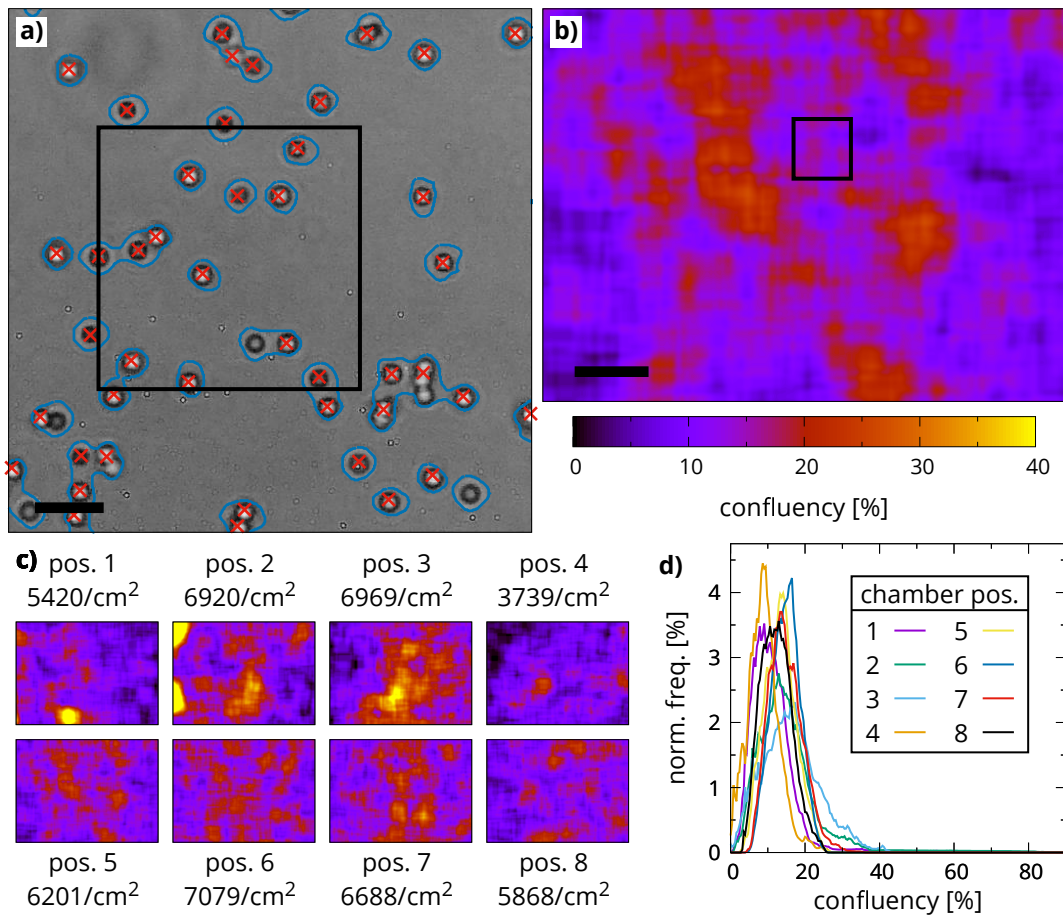 a)
b)
0 10 20 30 40
confluency [%]
c) pos. 1 pos. 2 pos. 3 pos. 4
5420/cm² 6920/cm² 6969/cm² 3739/cm²
pos. 5 pos. 6 pos. 7 pos. 8
6201/cm² 7079/cm² 6688/cm² 5868/cm²
d)
norm. freq. [%]
4
3
2
1
0
0 20 40 60 80
confluency [%]
chamber pos.
1 5
2 6
3 7
4 8